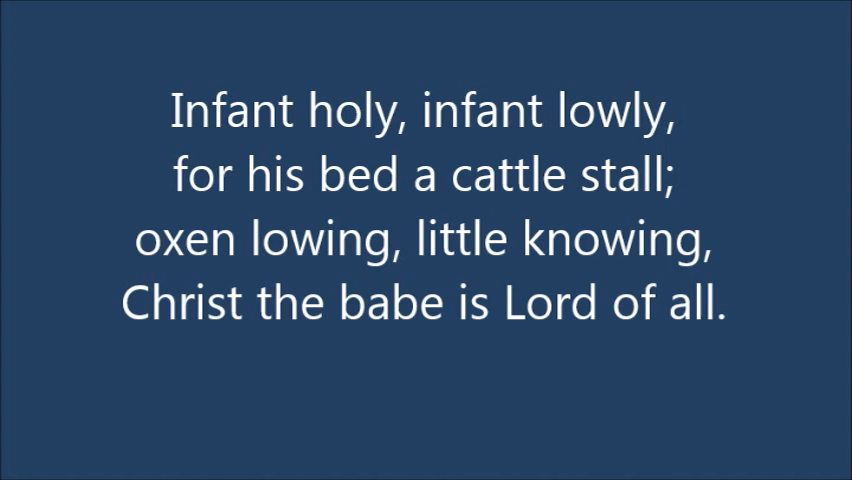 Infant holy, infant lowly,
for his bed a cattle stall;
oxen lowing, little knowing,
Christ the babe is Lord of all.